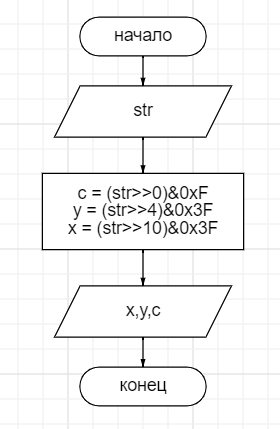 начало
str
c = (str>>0)&0xF
y = (str>>4)&0x3F
x = (str>>10)&0x3F
x,y,c
конец